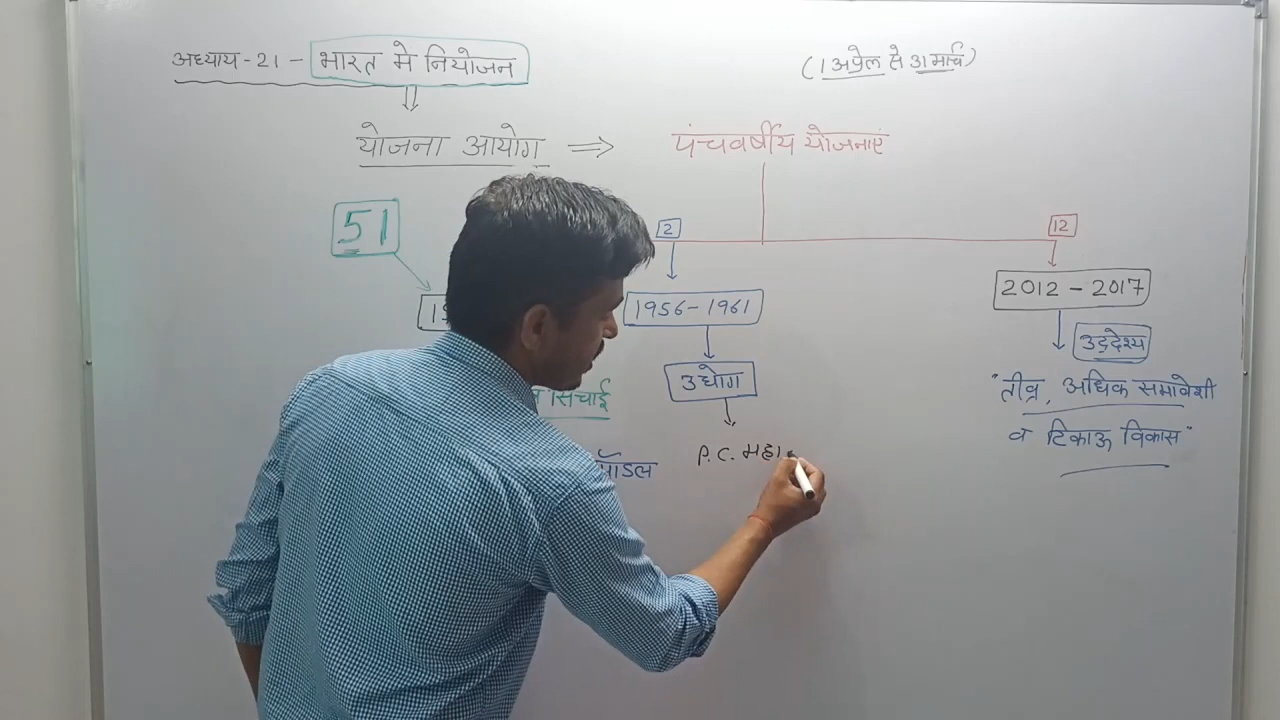 अध्याय-21 - भारत मे नियोजन
(1 अप्रेल से 31 मार्च)
योजना आयोग ⇒ पंचवर्षीय योजनाएं
51
2
12
1956-1961
2012 - 2017
उद्योग
उद्देश्य
सिंचाई
"तीव्र, अधिक समावेशी
व टिकाऊ विकास"
मॉडल
P.C. महा